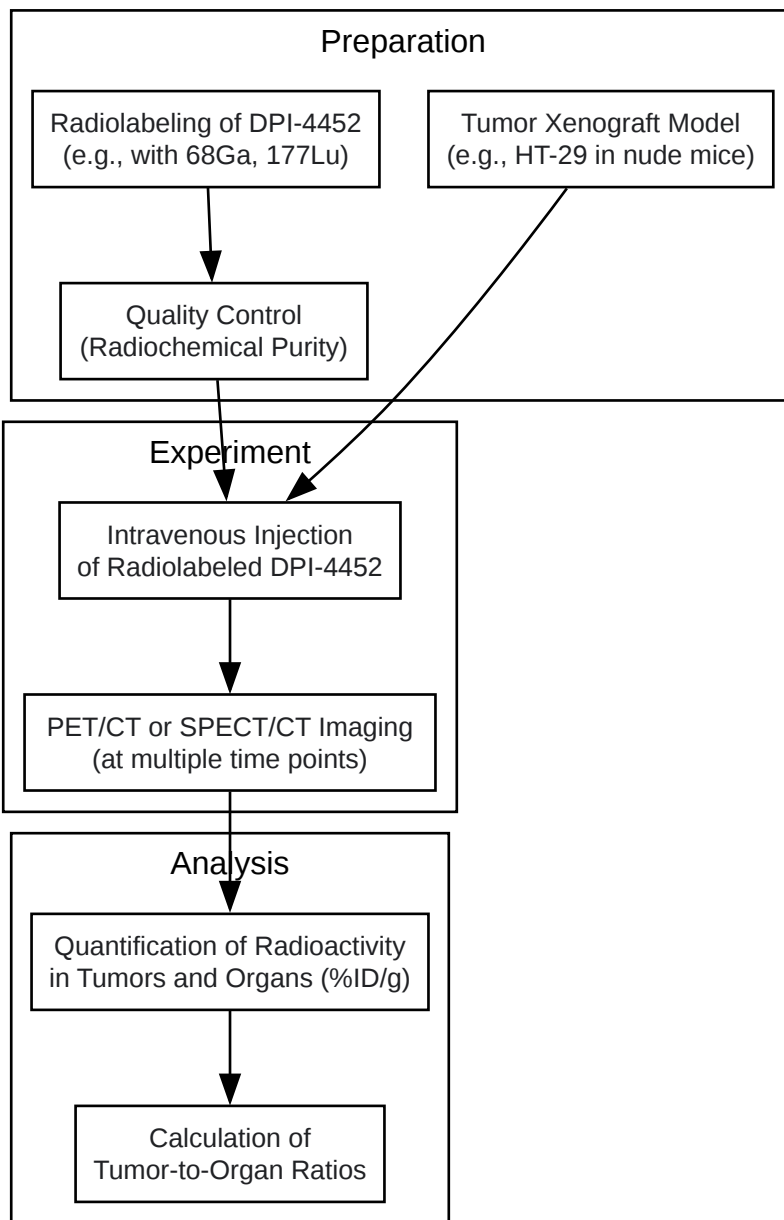 Preparation
Radiolabeling of DPI-4452
(e.g., with 68Ga, 177Lu)
Tumor Xenograft Model
(e.g., HT-29 in nude mice)
Quality Control
(Radiochemical Purity)
Experiment
Intravenous Injection
of Radiolabeled DPI-4452
PET/CT or SPECT/CT Imaging
(at multiple time points)
Analysis
Quantification of Radioactivity
in Tumors and Organs (%ID/g)
Calculation of
Tumor-to-Organ Ratios